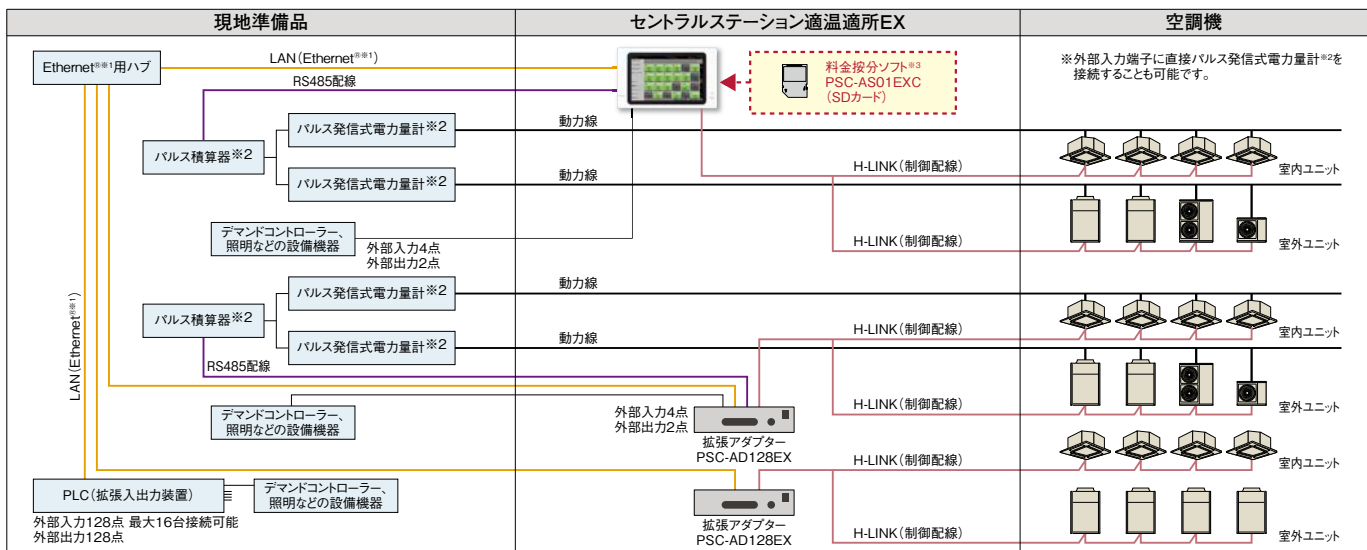 現地準備品
セントラルステーション適温適所EX
空調機
Ethernet®※1用ハブ
LAN(Ethernet®※1)
RS485配線
料金按分ソフト※3
PSC-AS01EXC
(SDカード)
※外部入力端子に直接パルス発信式電力量計※2を
接続することも可能です。
パルス積算器※2
パルス発信式電力量計※2
パルス発信式電力量計※2
動力線
動力線
H-LINK(制御配線)
室内ユニット
デマンドコントローラー、
照明などの設備機器
外部入力4点
外部出力2点
H-LINK(制御配線)
室外ユニット
LAN(Ethernet®※1)
パルス積算器※2
パルス発信式電力量計※2
パルス発信式電力量計※2
動力線
動力線
RS485配線
H-LINK(制御配線)
室内ユニット
デマンドコントローラー、
照明などの設備機器
外部入力4点
外部出力2点
拡張アダプター
PSC-AD128EX
H-LINK(制御配線)
室外ユニット
PLC(拡張入出力装置)
デマンドコントローラー、
照明などの設備機器
外部入力128点 最大16台接続可能
外部出力128点
拡張アダプター
PSC-AD128EX
H-LINK(制御配線)
室内ユニット
H-LINK(制御配線)
室外ユニット